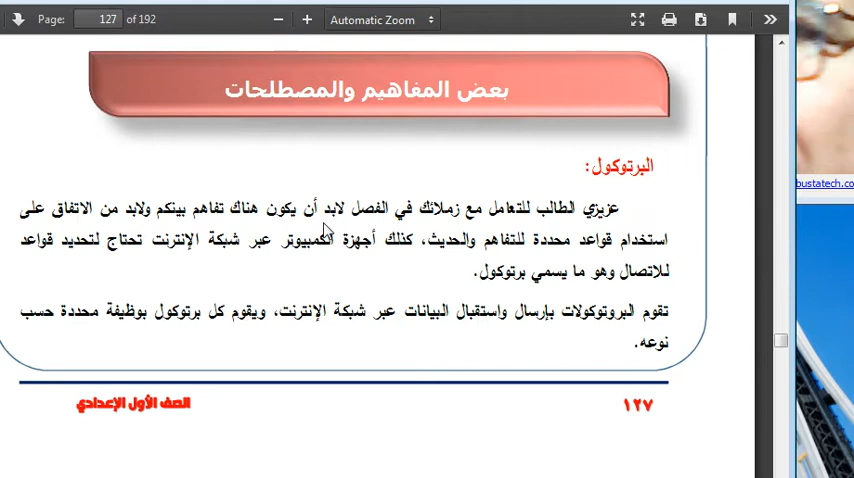 Page: 127 of 192 Automatic Zoom
بعض المفاهيم والمصطلحات
البرتوكول:
عزيزي الطالب للتعامل مع زملائك في الفصل لابد أن يكون هناك تفاهم بينكم ولابد من الاتفاق على
استخدام قواعد محددة للتفاهم والحديث، كذلك أجهزة الكمبيوتر عبر شبكة الإنترنت تحتاج لتحديد قواعد
للاتصال وهو ما يسمي برتوكول.
تقوم البروتوكولات بإرسال واستقبال البيانات عبر شبكة الإنترنت، ويقوم كل برتوكول بوظيفة محددة حسب
نوعه.
١٢٧
الصف الأول الإعدادي
bustatech.co